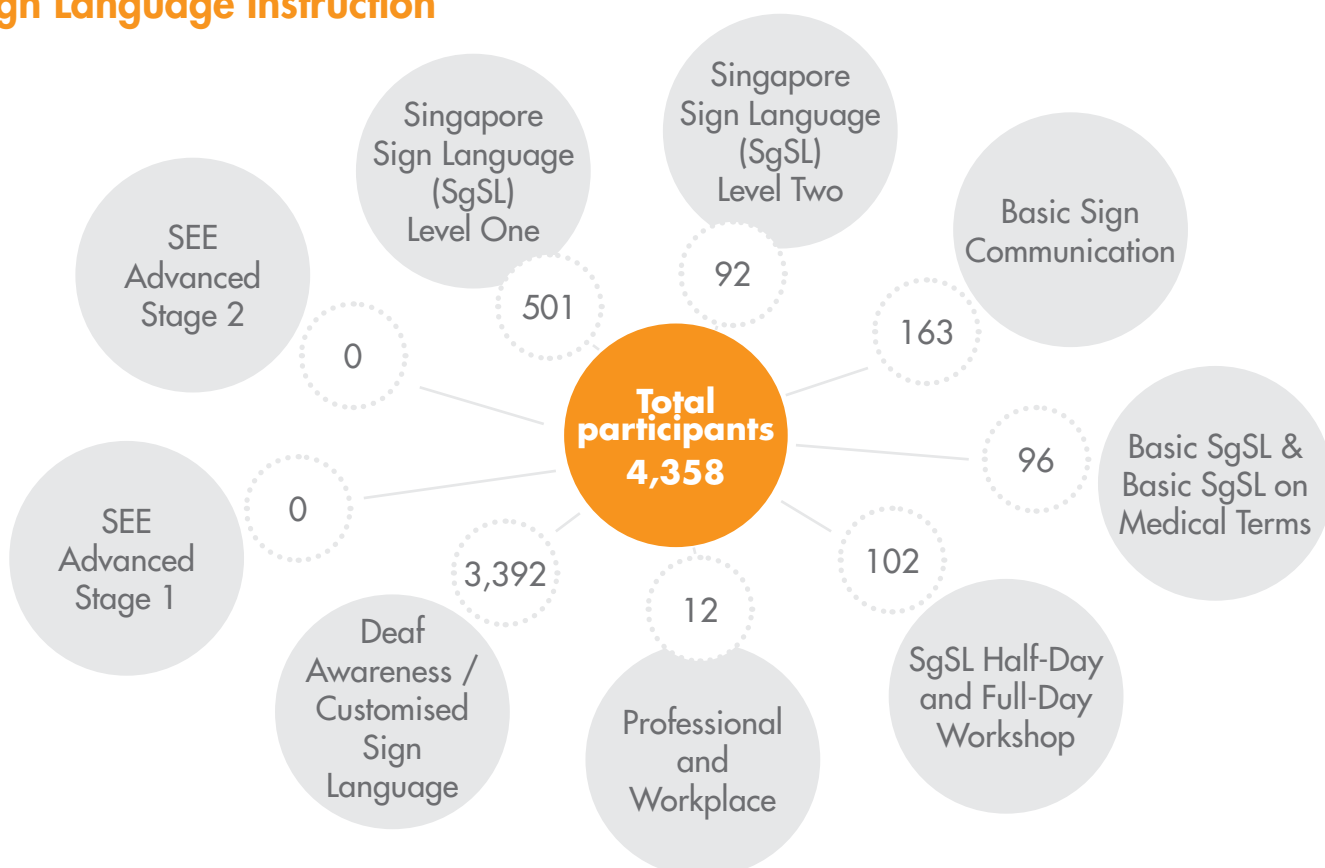 Language Instruction
Singapore
Sign Language
(SgSL)
Level One
501
Singapore
Sign Language
(SgSL)
Level Two
92
Basic Sign
Communication
163
Basic SgSL &
Basic SgSL on
Medical Terms
96
SgSL Half-Day
and Full-Day
Workshop
102
Professional
and
Workplace
12
Deaf
Awareness /
Customised
Sign
Language
3,392
SEE
Advanced
Stage 1
0
SEE
Advanced
Stage 2
0
Total
participants
4,358